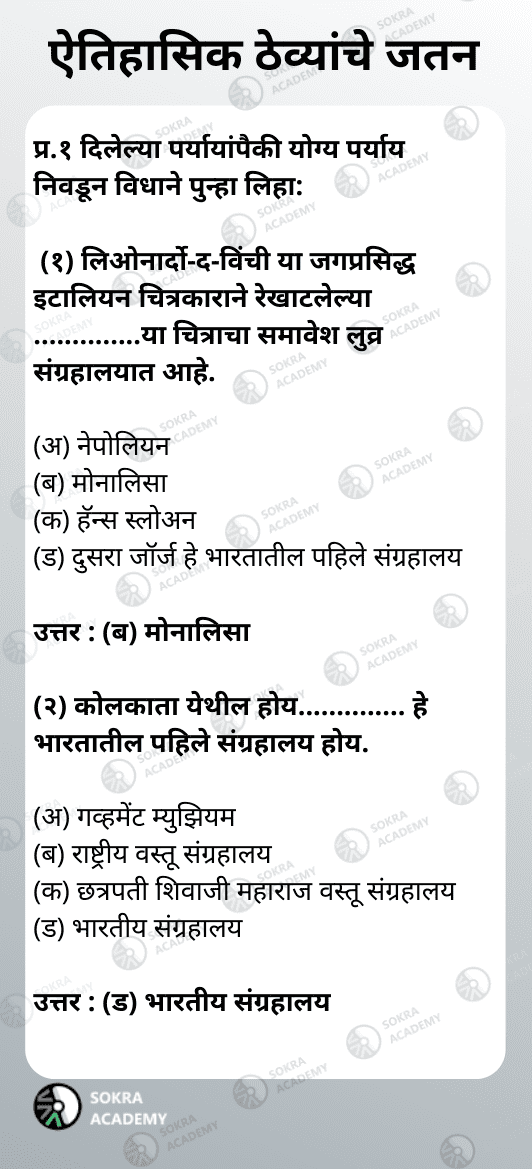 ऐतिहासिक ठेव्यांचे जतन
प्र.१ दिलेल्या पर्यायांपैकी योग्य पर्याय
निवडून विधाने पुन्हा लिहा:
(१) लिओनार्दो-द-विंची या जगप्रसिद्ध
इटालियन चित्रकाराने रेखाटलेल्या
..............या चित्राचा समावेश लुव्र
संग्रहालयात आहे.
(अ) नेपोलियन
(ब) मोनालिसा
(क) हॅन्स स्लोअन
(ड) दुसरा जॉर्ज हे भारतातील पहिले संग्रहालय
उत्तर : (ब) मोनालिसा
(२) कोलकाता येथील होय.............. हे
भारतातील पहिले संग्रहालय होय.
(अ) गव्हमेंट म्युझियम
(ब) राष्ट्रीय वस्तू संग्रहालय
(क) छत्रपती शिवाजी महाराज वस्तू संग्रहालय
(ड) भारतीय संग्रहालय
उत्तर : (ड) भारतीय संग्रहालय
SOKRA
ACADEMY